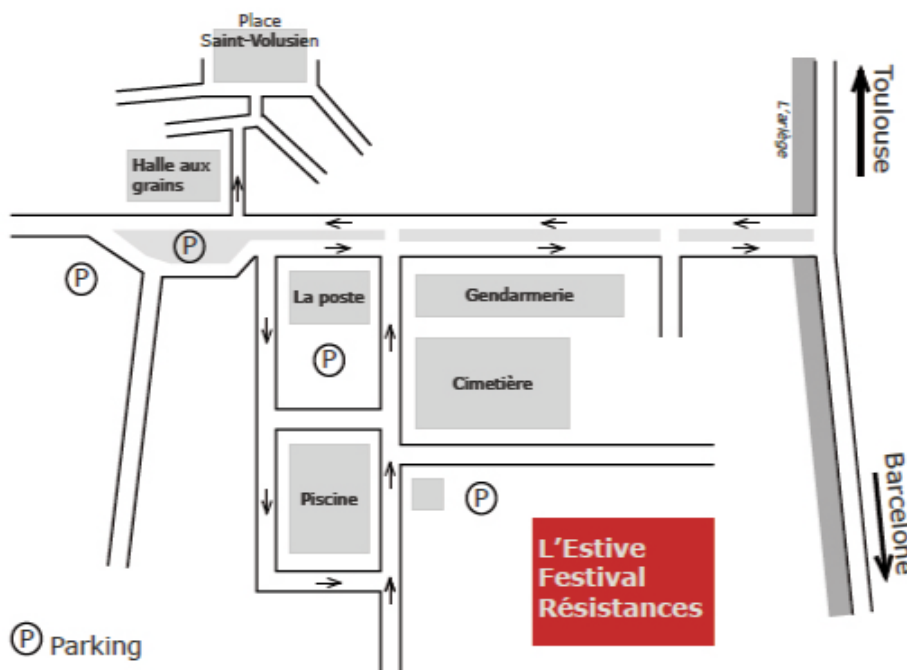 Place
Saint-Volusien
Toulouse
L'ariège
Halle aux
grains
P
P
La poste
Gendarmerie
P
Cimetière
Piscine
P
Barcelone
L'Estive
Festival
Résistances
P Parking